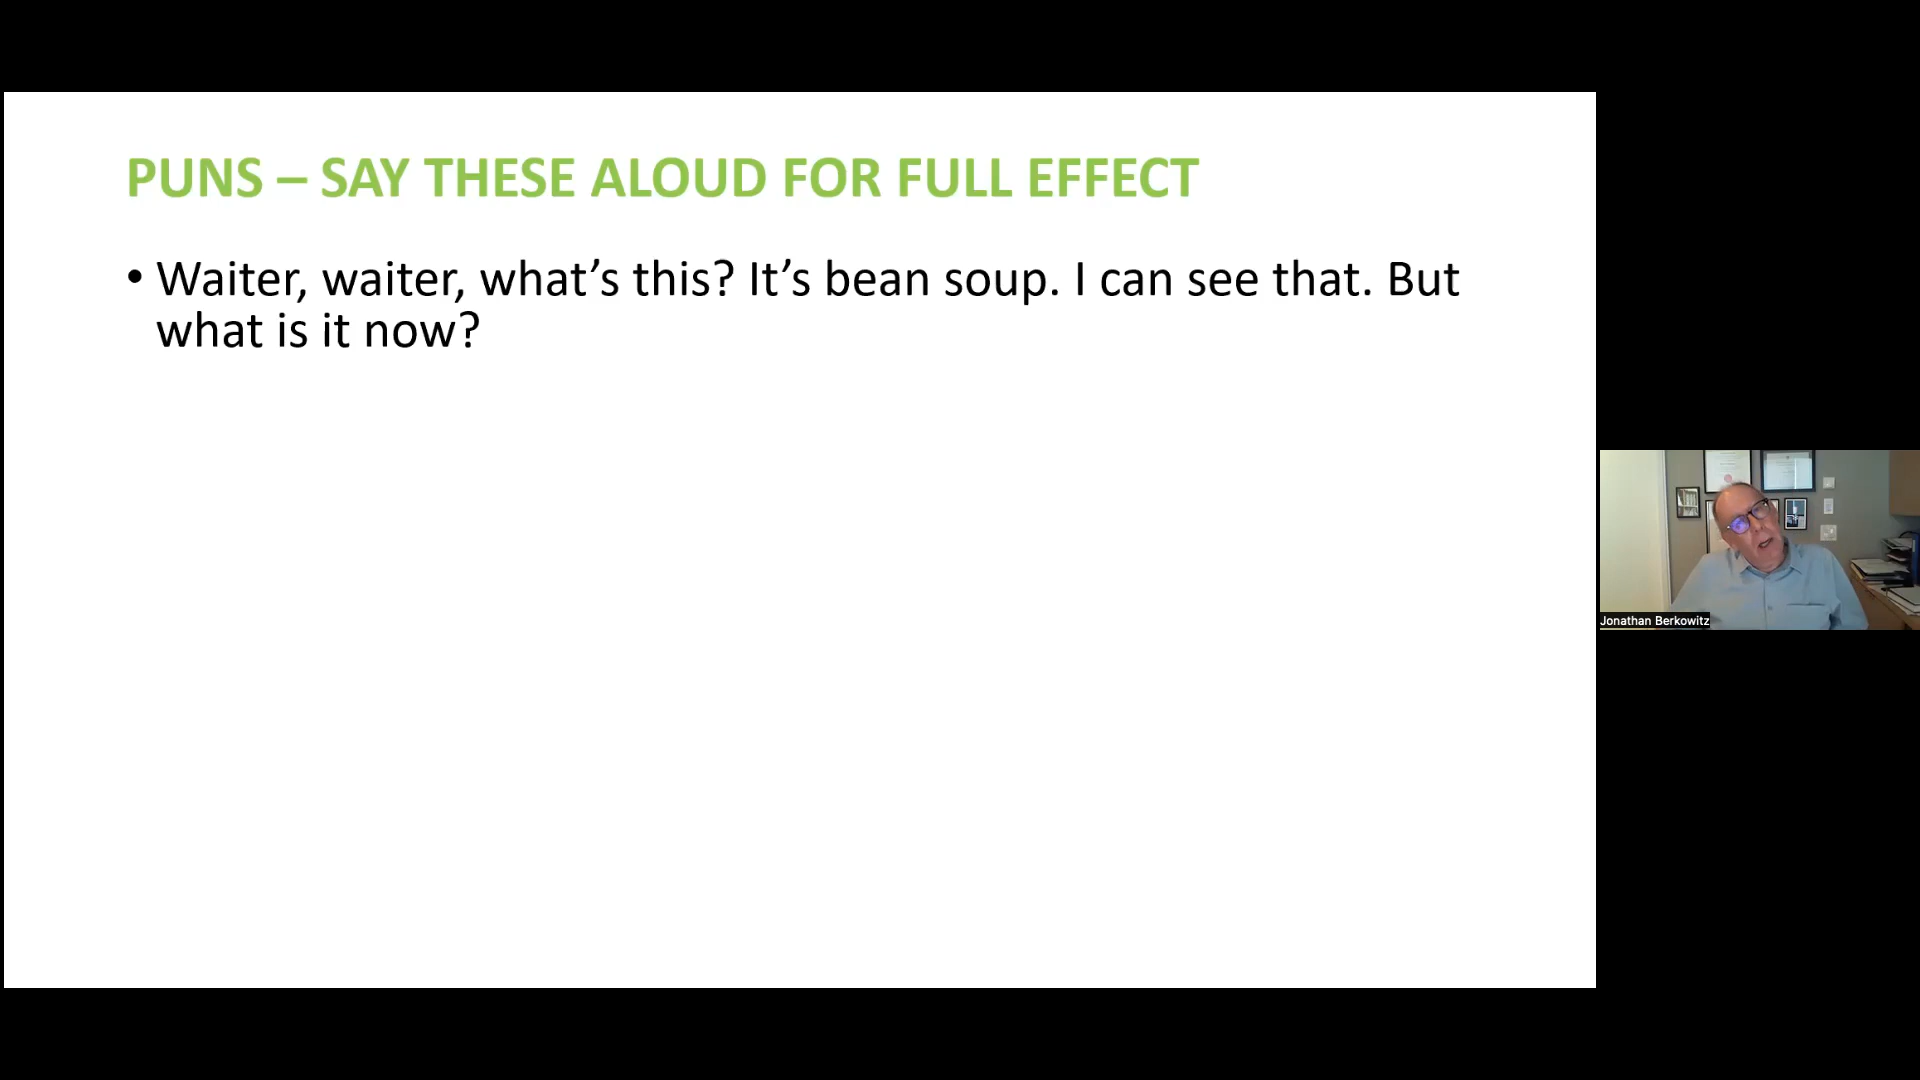 PUNS – SAY THESE ALOUD FOR FULL EFFECT
• Waiter, waiter, what’s this? It’s bean soup. I can see that. But
what is it now?
Jonathan Berkowitz